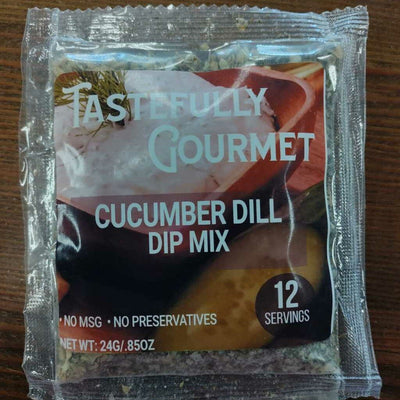 TASTEFULLY
GOURMET
CUCUMBER DILL
DIP MIX
12
SERVINGS
• NO MSG • NO PRESERVATIVES
NET WT: 24G/.85OZ